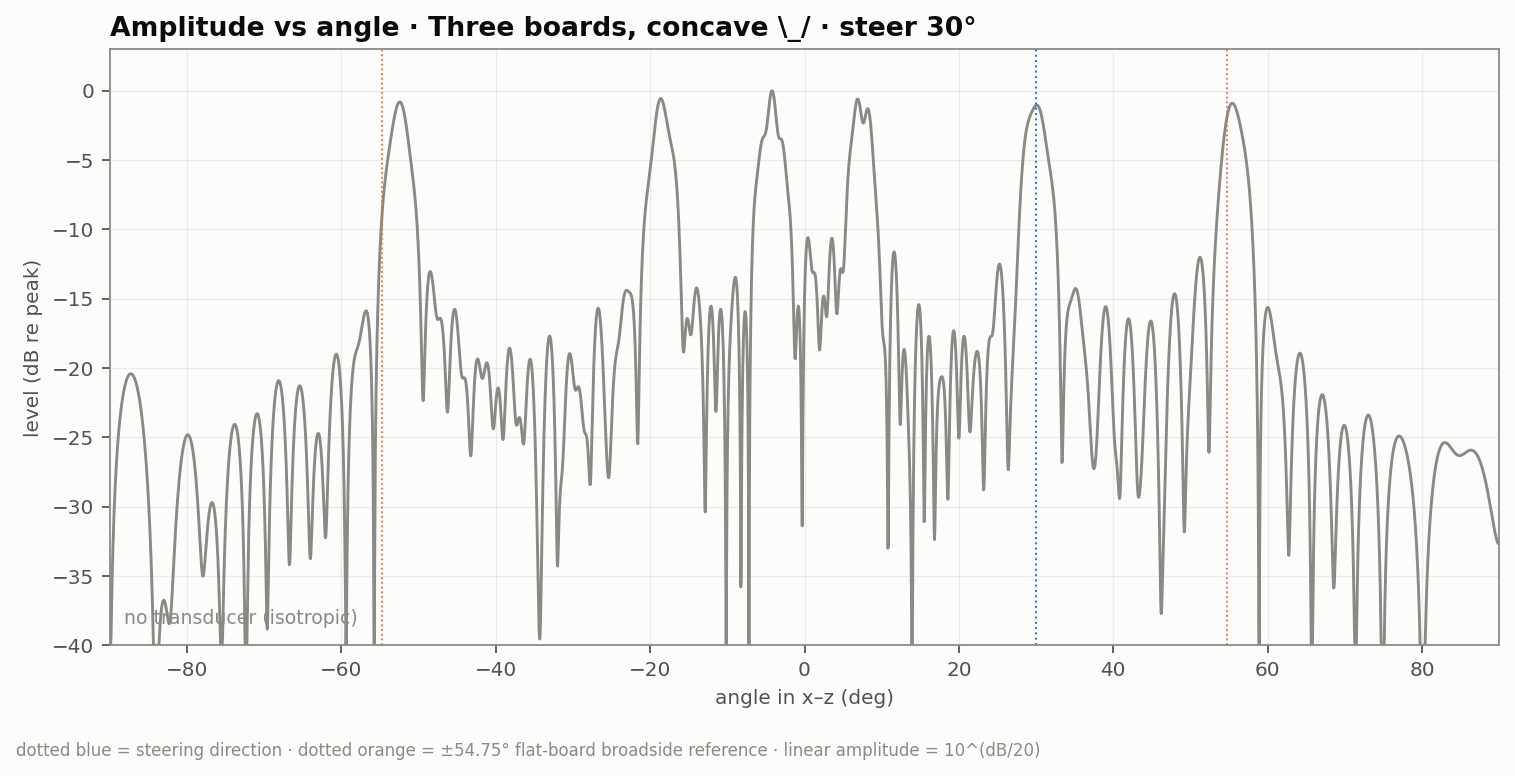 Amplitude vs angle · Three boards, concave \_/ · steer 30°
level (dB re peak)
0
−5
−10
−15
−20
−25
−30
−35
−40
no transducer (isotropic)
−80 −60 −40 −20 0 20 40 60 80
angle in x–z (deg)
dotted blue = steering direction · dotted orange = ±54.75° flat-board broadside reference · linear amplitude = 10^(dB/20)